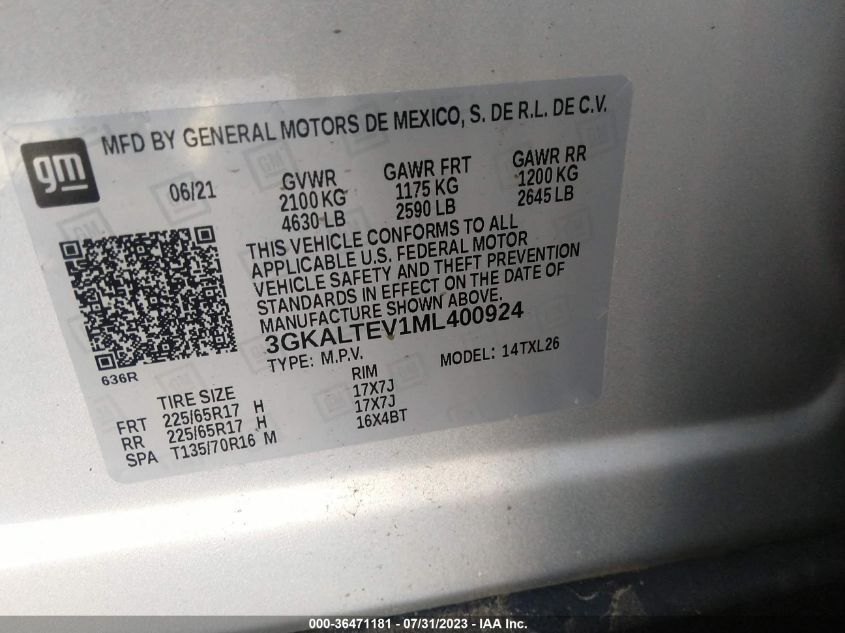 gm
MFD BY GENERAL MOTORS DE MEXICO, S. DE R.L. DE C.V.
06/21 GVWR GAWR FRT GAWR RR
2100 KG 1175 KG 1200 KG
4630 LB 2590 LB 2645 LB
THIS VEHICLE CONFORMS TO ALL
APPLICABLE U.S. FEDERAL MOTOR
VEHICLE SAFETY AND THEFT PREVENTION
STANDARDS IN EFFECT ON THE DATE OF
MANUFACTURE SHOWN ABOVE.
3GKALTEV1ML400924
TYPE: M.P.V. MODEL: 14TXL26
636R
TIRE SIZE RIM
FRT 225/65R17 H 17X7J
RR 225/65R17 H 17X7J
SPA T135/70R16 M 16X4BT
000-36471181 - 07/31/2023 - IAA Inc.